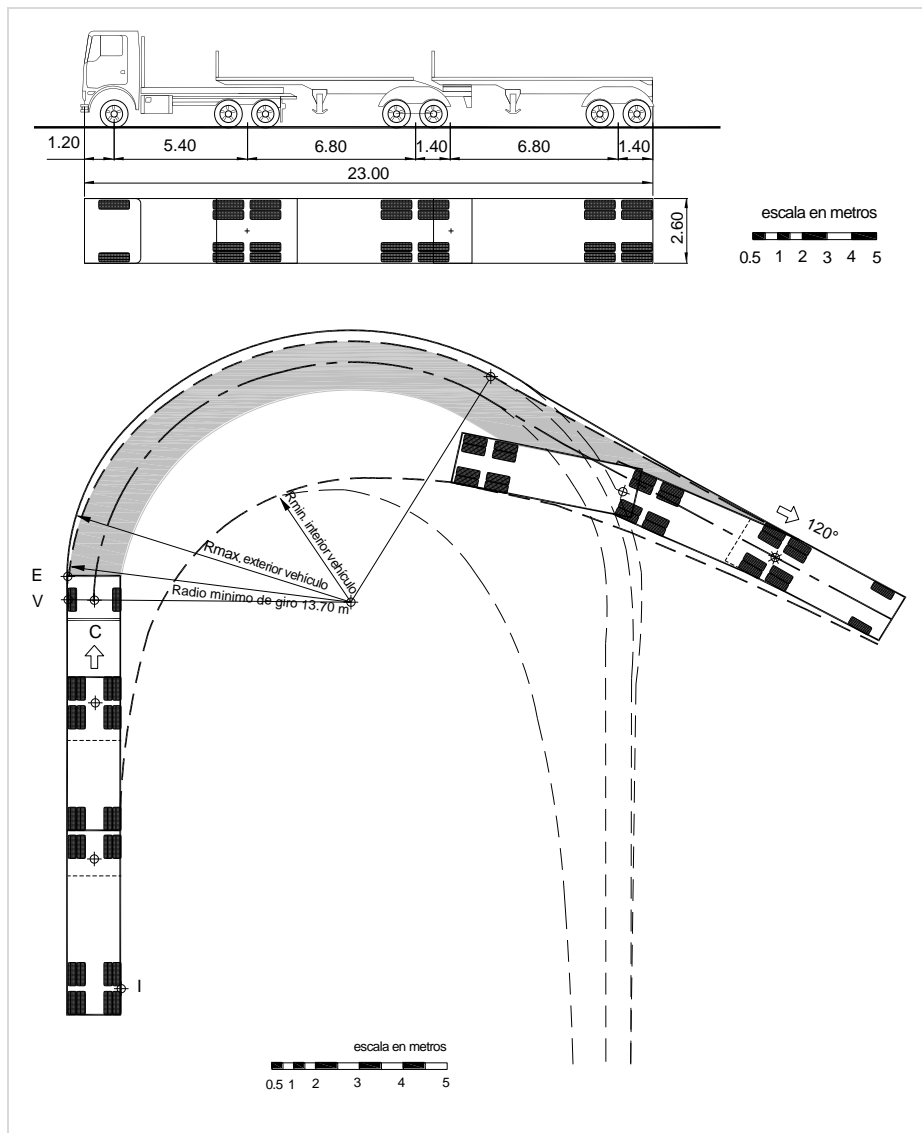 1.20
5.40
6.80
1.40
6.80
1.40
23.00
2.60
escala en metros
0.5 1 2 3 4 5
120°
Rmin. interior vehículo
Rmax. exterior vehículo
E
Radio minimo de giro 13.70 m
V
C
I
escala en metros
0.5 1 2 3 4 5